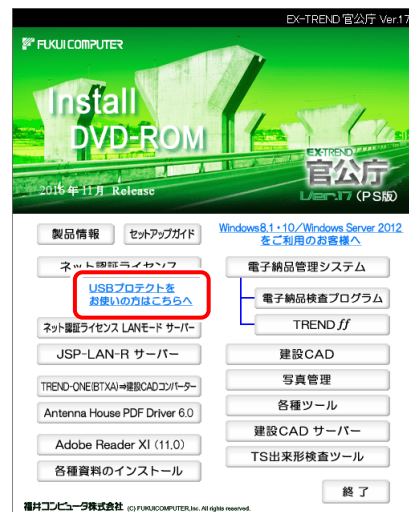 EX-TREND 官公庁 Ver.17
FUKUI COMPUTER
Install
DVD-ROM
2016年11月 Release
EX-TREND
官公庁
Ver.17 (PS版)
製品情報
セットアップガイド
Windows8.1・10/Windows Server 2012
をご利用のお客様へ
ネット認証ライセンス
USBプロテクトを
お使いの方はこちらへ
ネット認証ライセンス LANモード サーバー
JSP-LAN-R サーバー
TREND-ONE(BTXA)⇒建設CADコンバーター
Antenna House PDF Driver 6.0
Adobe Reader XI (11.0)
各種資料のインストール
電子納品管理システム
電子納品検査プログラム
TREND ff
建設CAD
写真管理
各種ツール
建設CAD サーバー
TS出来形検査ツール
終了
福井コンピュータ株式会社 (C) FUKUICOMPUTER, Inc. All rights reserved.